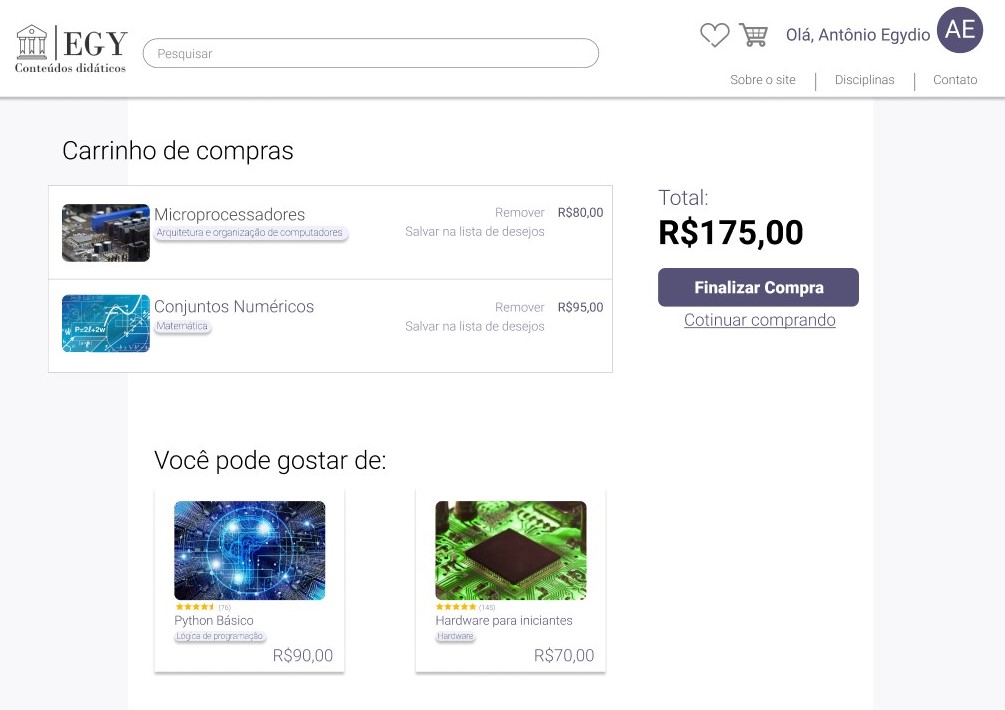 EGY
Conteúdos didáticos
Pesquisar
Olá, Antônio Egydio
AE
Sobre o site
Disciplinas
Contato
Carrinho de compras
Microprocessadores
Arquitetura e organização de computadores
Remover R$80,00
Salvar na lista de desejos
Conjuntos Numéricos
Matemática
Remover R$95,00
Salvar na lista de desejos
P=2ℓ+2w
Total:
R$175,00
Finalizar Compra
Cotinuar comprando
Você pode gostar de:
(76)
Python Básico
Lógica de programação
R$90,00
(145)
Hardware para iniciantes
Hardware
R$70,00